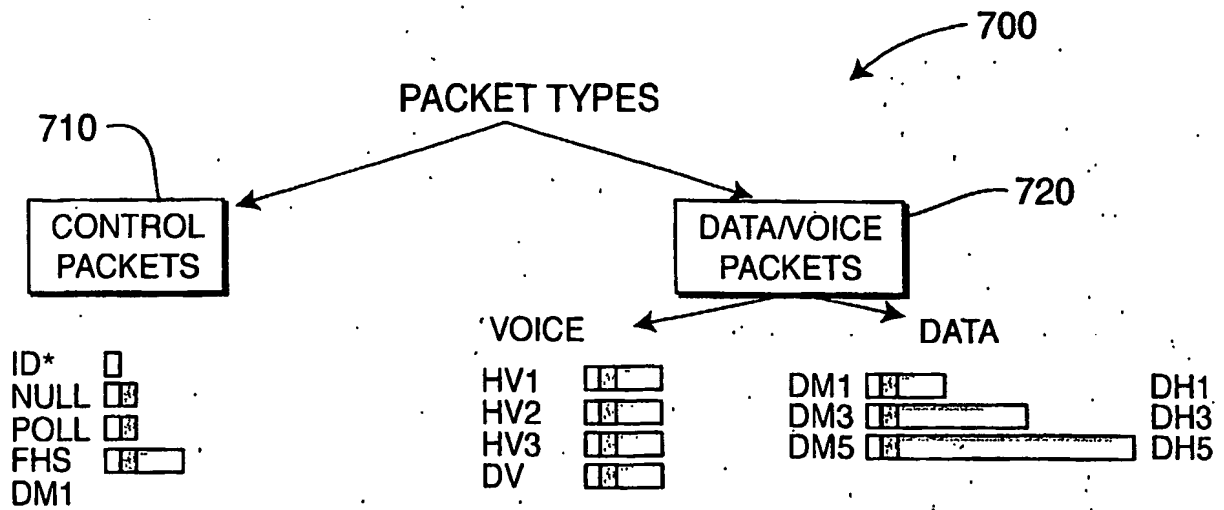 700
PACKET TYPES
710
720
CONTROL
PACKETS
DATA/VOICE
PACKETS
VOICE
DATA
ID*
NULL
POLL
FHS
DM1
HV1
HV2
HV3
DV
DM1 DH1
DM3 DH3
DM5 DH5